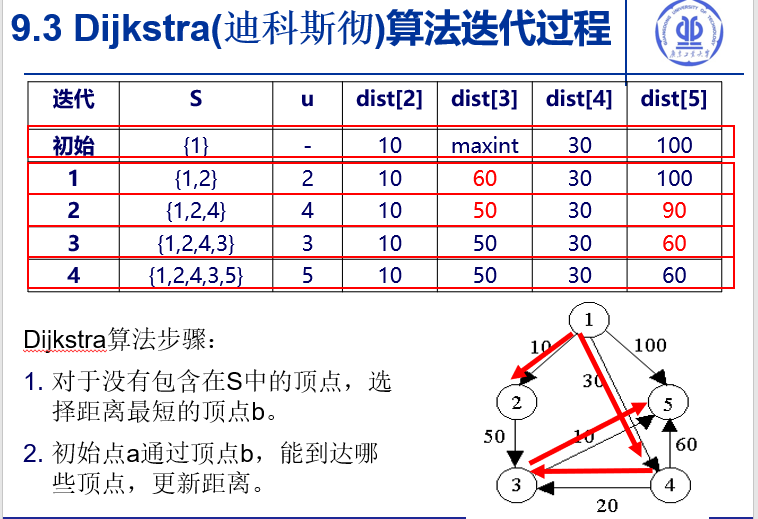 9.3 Dijkstra(迪科斯彻)算法迭代过程
迭代 S u dist[2] dist[3] dist[4] dist[5]
初始 {1} - 10 maxint 30 100
1 {1,2} 2 10 60 30 100
2 {1,2,4} 4 10 50 30 90
3 {1,2,4,3} 3 10 50 30 60
4 {1,2,4,3,5} 5 10 50 30 60
Dijkstra算法步骤：
1. 对于没有包含在S中的顶点，选
择距离最短的顶点b。
2. 初始点a通过顶点b，能到达哪
些顶点，更新距离。
1
10
100
30
2
5
50
10
60
3
4
20